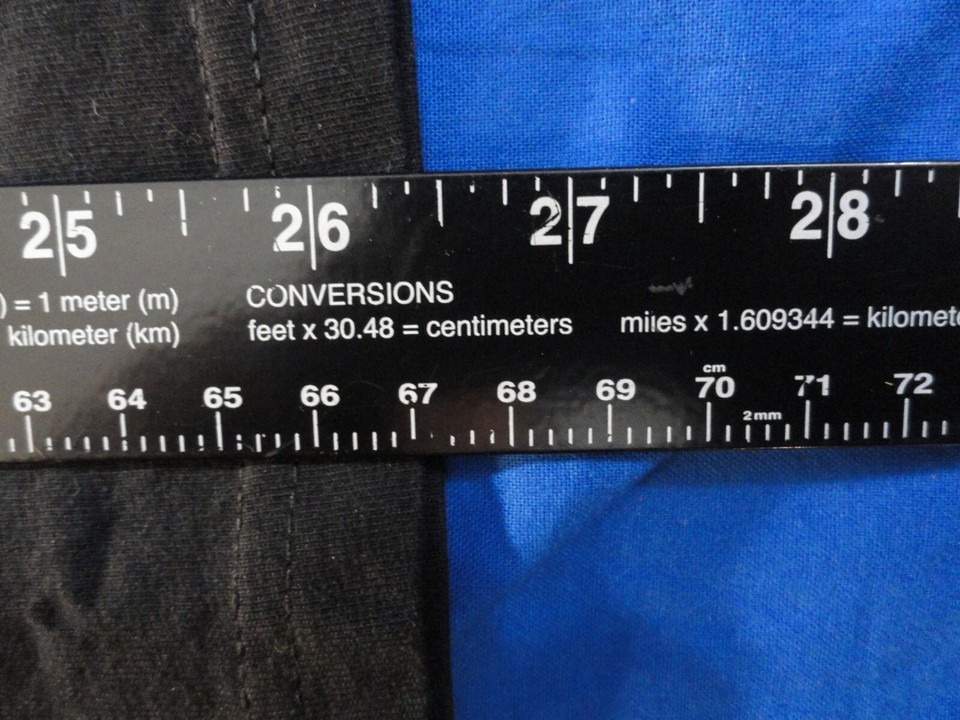 25 26 27 28
) = 1 meter (m) CONVERSIONS
kilometer (km) feet x 30.48 = centimeters miles x 1.609344 = kilomete
cm
63 64 65 66 67 68 69 70 71 72
2mm